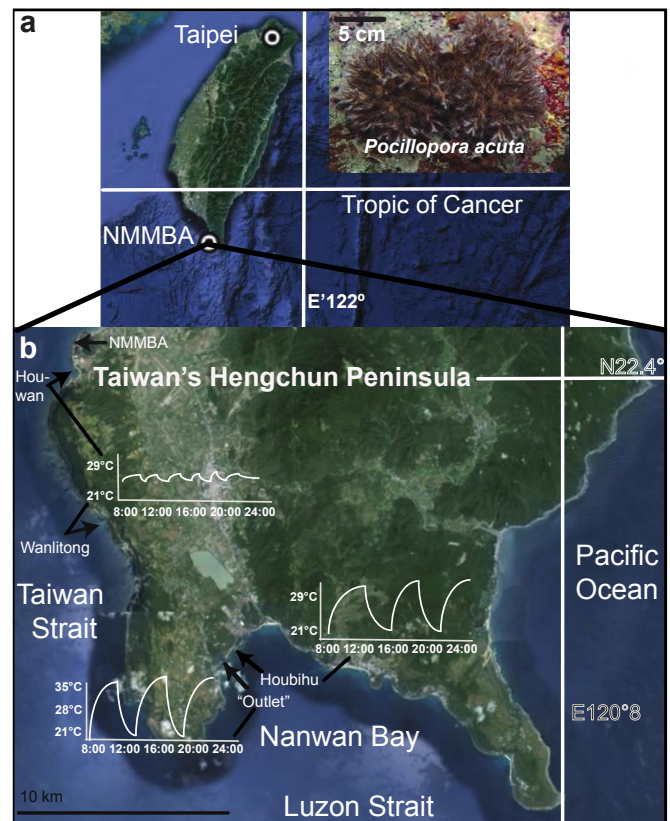 a
Taipei
5 cm
Pocillopora acuta
Tropic of Cancer
NMMBA
E'122º
b
NMMBA
N22.4°
Hou-
wan
Taiwan's Hengchun Peninsula
29°C
21°C
8:00 12:00 16:00 20:00 24:00
Wanlitong
Pacific
Ocean
Taiwan
Strait
29°C
21°C
8:00 12:00 16:00 20:00 24:00
Houbihu
"Outlet"
35°C
28°C
21°C
8:00 12:00 16:00 20:00 24:00
E120°8
Nanwan Bay
10 km
Luzon Strait